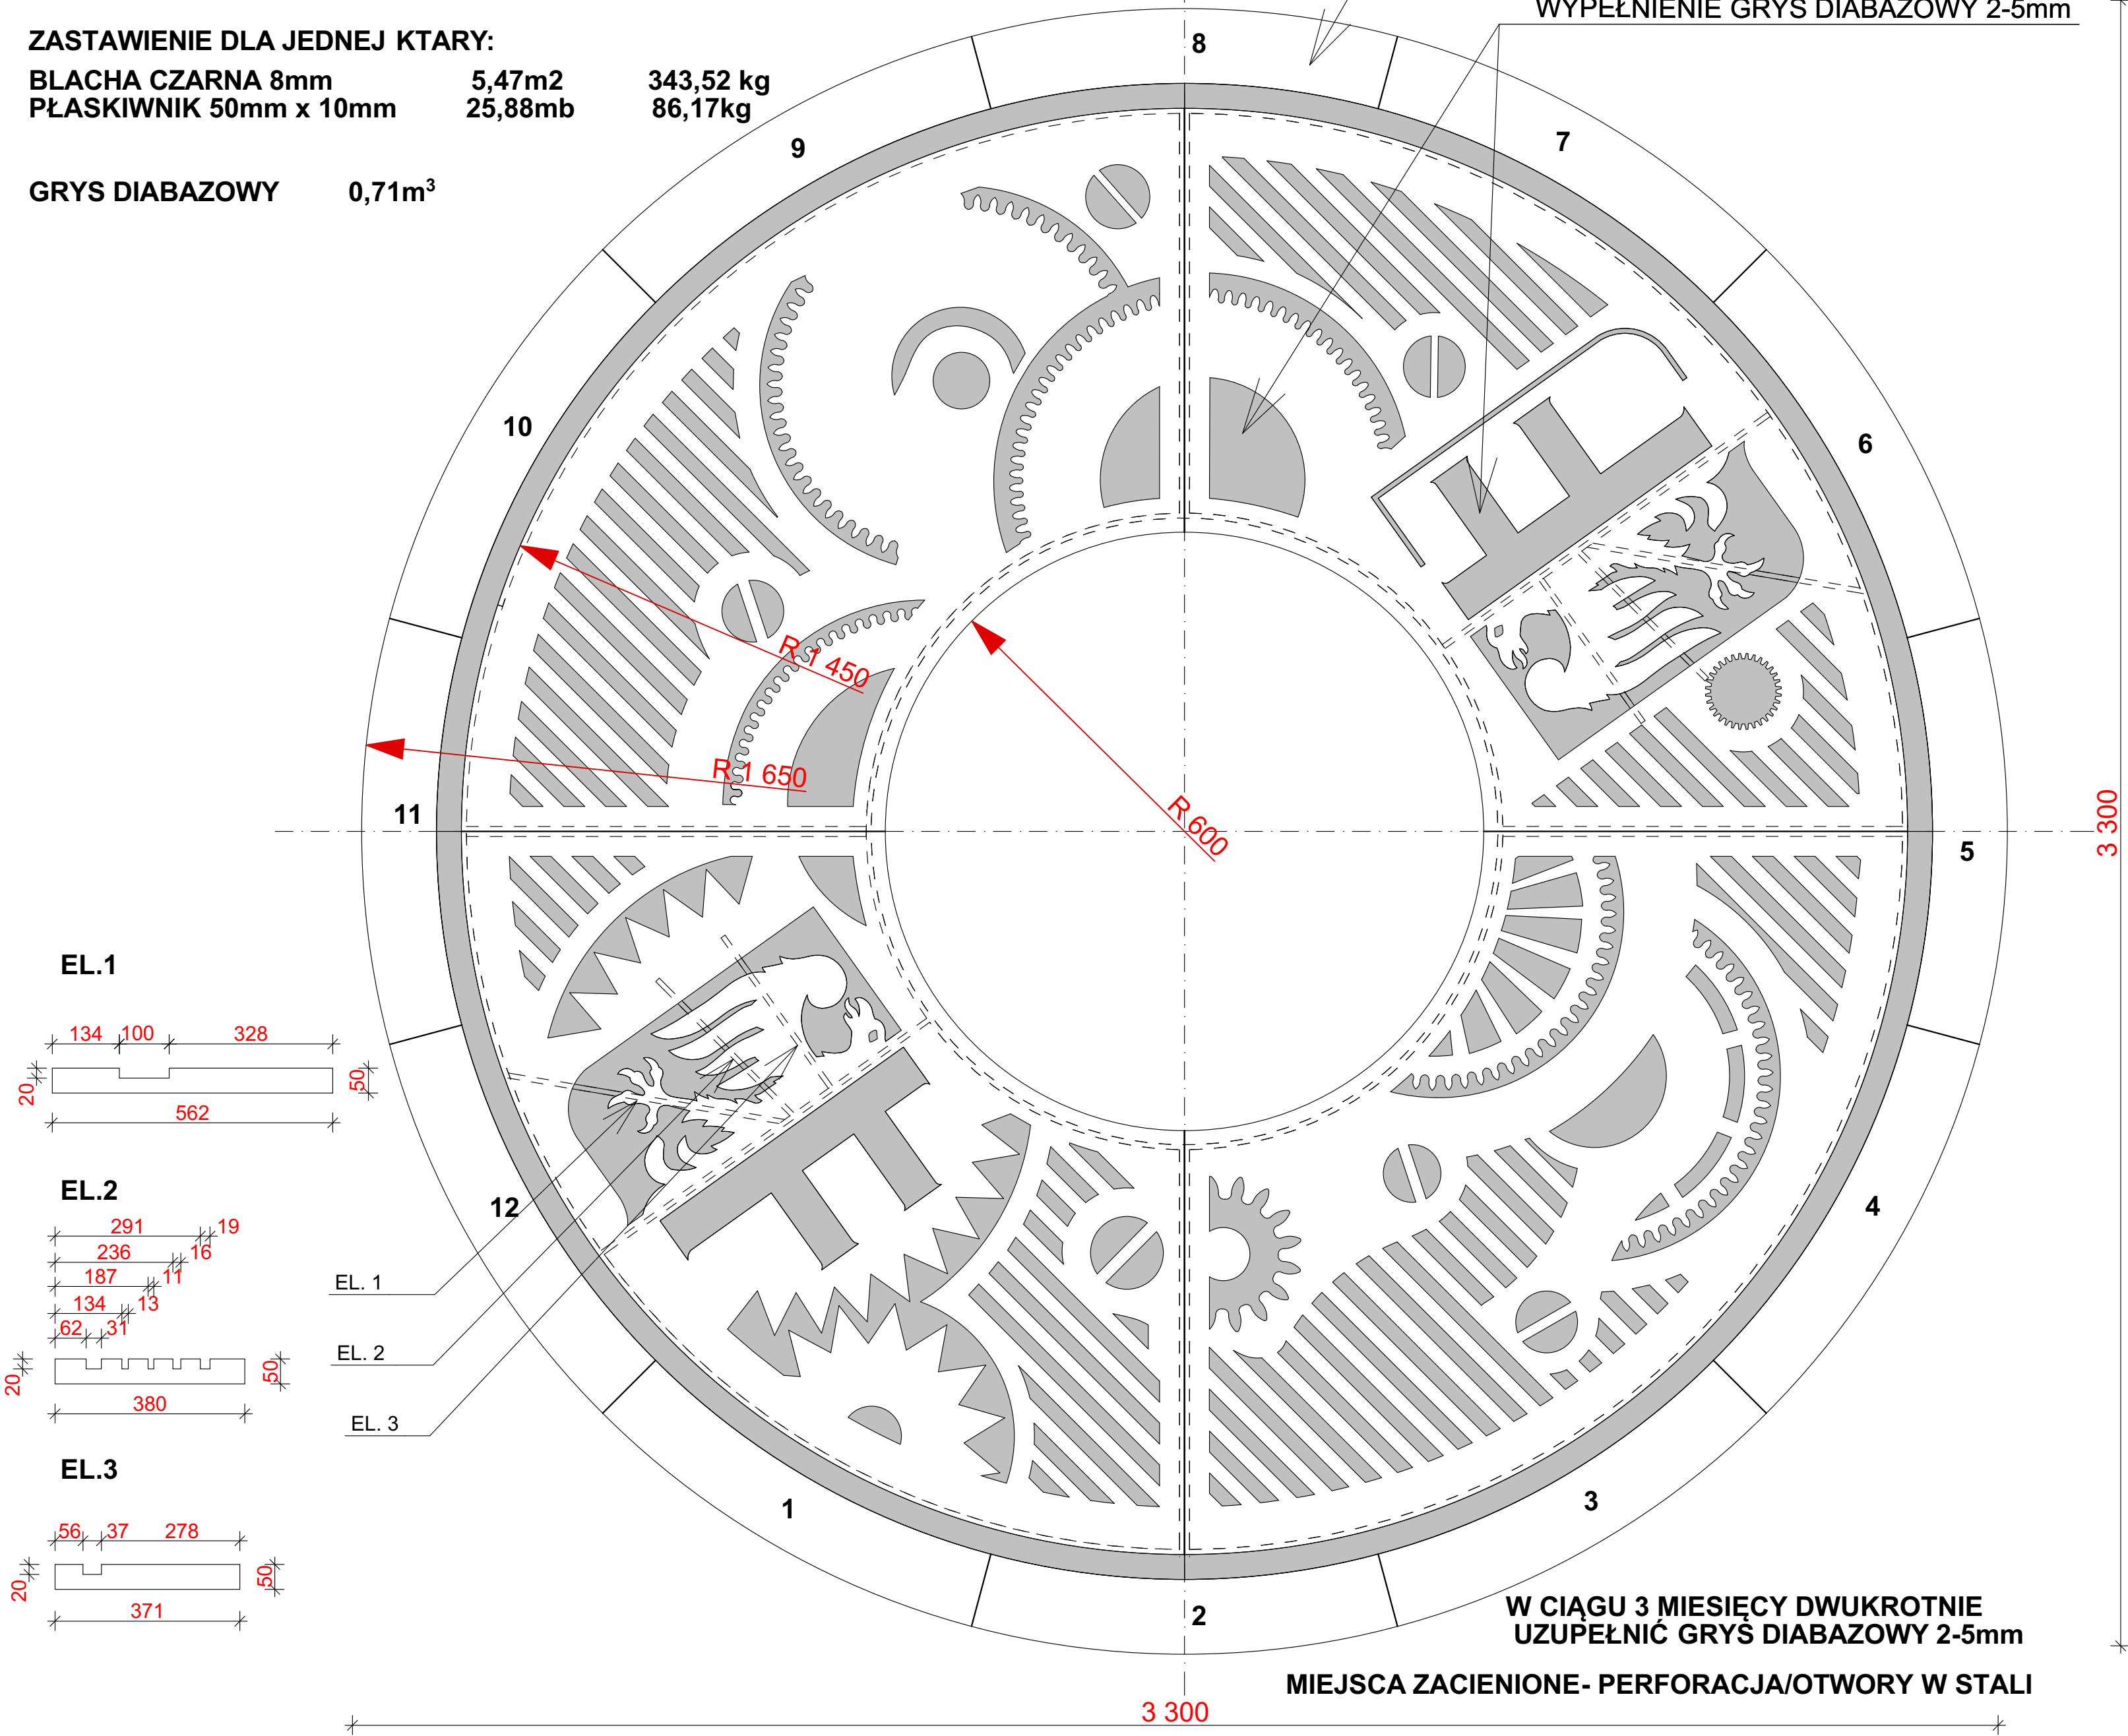 WYPEŁNIENIE GRYS DIABAZOWY 2-5mm
ZASTAWIENIE DLA JEDNEJ KTARY:
BLACHA CZARNA 8mm 5,47m2 343,52 kg
PŁASKIWNIK 50mm x 10mm 25,88mb 86,17kg
GRYS DIABAZOWY 0,71m³
8
7
9
6
10
R 1 450
R 1 650
R 600
11
5
3 300
EL.1
134 100 328
20
50
562
EL.2
291 19
236 16
187 11
134 13
62 31
20
50
380
EL.3
56 37 278
20
50
371
12
4
EL. 1
EL. 2
EL. 3
1
3
2
W CIĄGU 3 MIESIĘCY DWUKROTNIE
UZUPEŁNIĆ GRYS DIABAZOWY 2-5mm
MIEJSCA ZACIENIONE- PERFORACJA/OTWORY W STALI
3 300